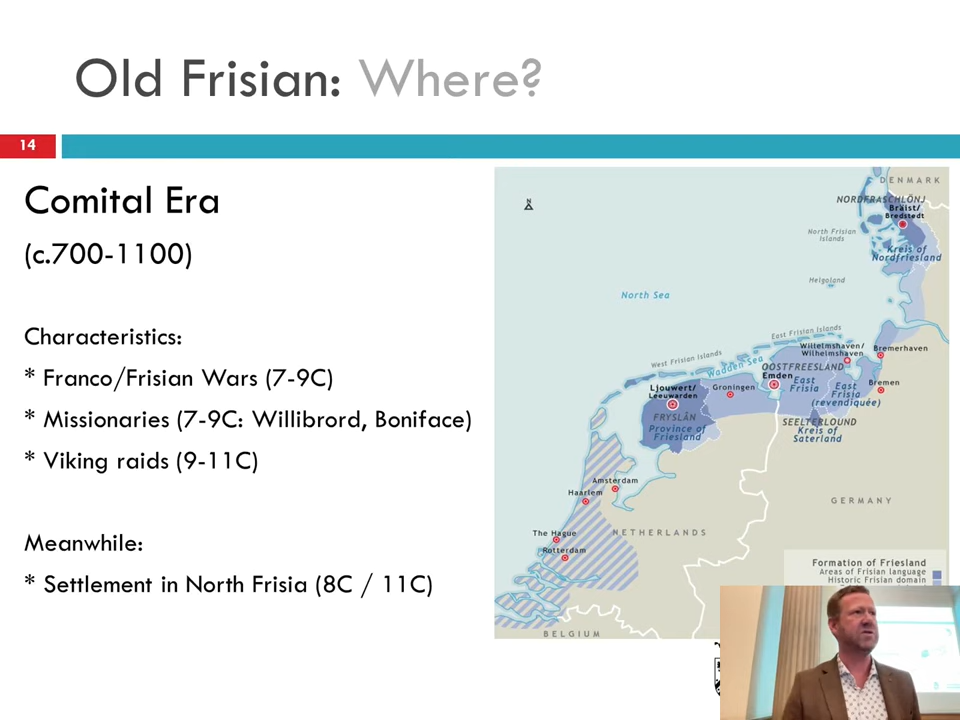 Old Frisian: Where?
14
Comital Era
(c.700-1100)
Characteristics:
* Franco/Frisian Wars (7-9C)
* Missionaries (7-9C: Willibrord, Boniface)
* Viking raids (9-11C)
Meanwhile:
* Settlement in North Frisia (8C / 11C)
N
DENMARK
NORDFRASCHLÖNJ
Bräist/
Bredstedt
North Frisian
Islands
Kreis of
Nordfriesland
Helgoland
North Sea
East Frisian Islands
West Frisian Islands
Wadden Sea
Wilhelmshaven/
Wilhelmshaven
Bremerhaven
OOSTFREESLAND
Emden
East
Frisia
Ljouwert/
Leeuwarden
Groningen
Bremen
East
Frisia
(revendiquée)
FRYSLÂN
Province of
Friesland
SEELTERLOUND
Kreis of
Saterland
Amsterdam
Haarlem
GERMANY
The Hague
NETHERLANDS
Rotterdam
Formation of Friesland
Areas of Frisian language
Historic Frisian domain
BELGIUM